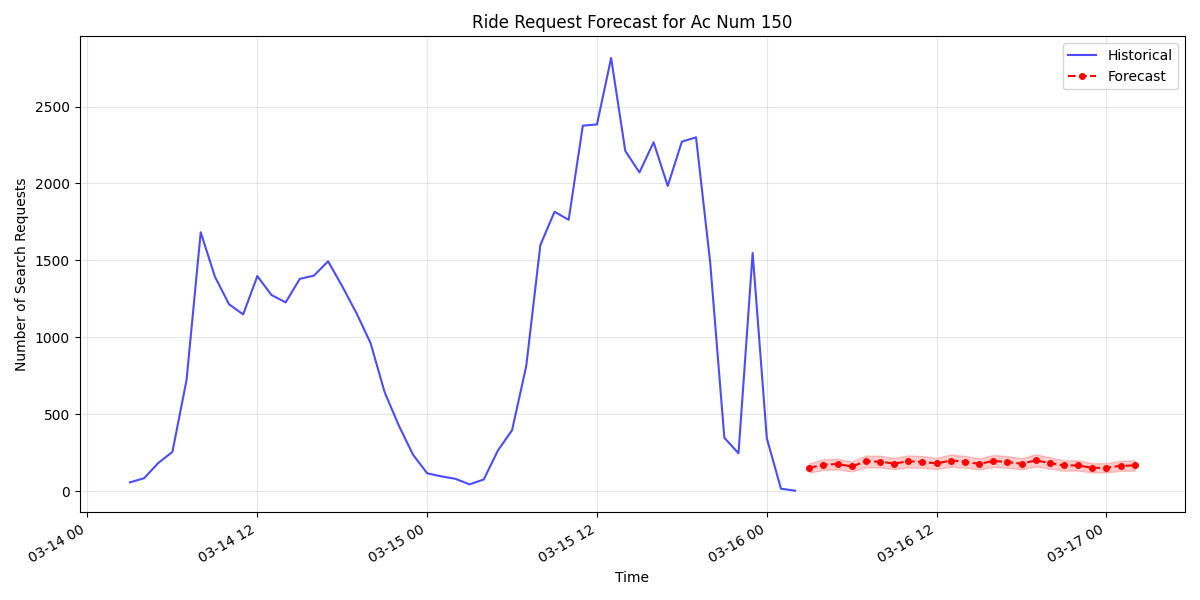 Ride Request Forecast for Ac Num 150
Historical
Forecast
Number of Search Requests
2500
2000
1500
1000
500
0
03-14 00
03-14 12
03-15 00
03-15 12
03-16 00
03-16 12
03-17 00
Time